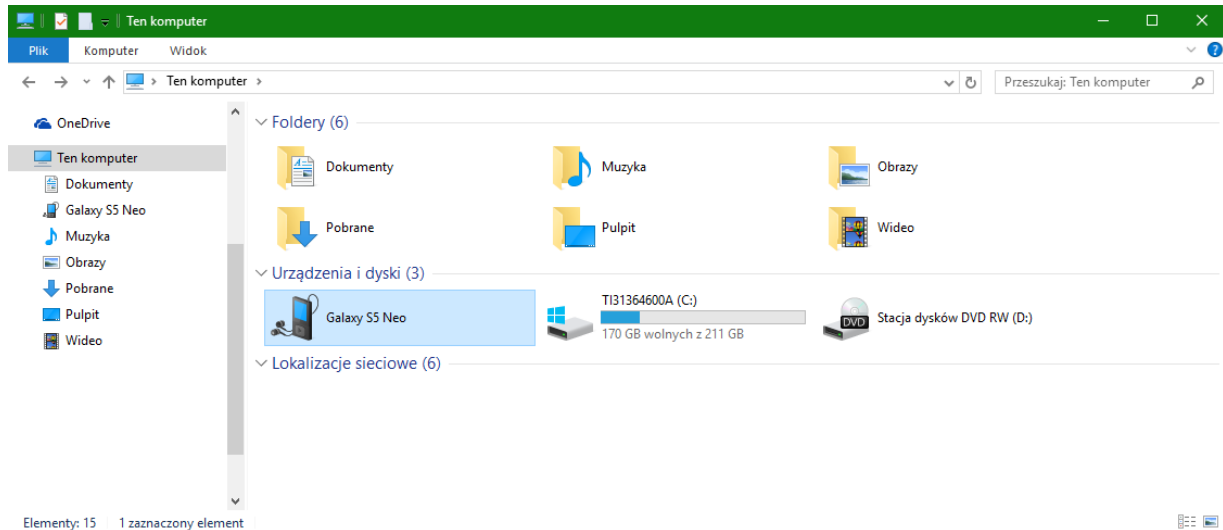 Ten komputer
Plik Komputer Widok
Ten komputer
Przeszukaj: Ten komputer
OneDrive
Ten komputer
Dokumenty
Galaxy S5 Neo
Muzyka
Obrazy
Pobrane
Pulpit
Wideo
Foldery (6)
Dokumenty
Muzyka
Obrazy
Pobrane
Pulpit
Wideo
Urządzenia i dyski (3)
Galaxy S5 Neo
TI31364600A (C:)
170 GB wolnych z 211 GB
DVD
Stacja dysków DVD RW (D:)
Lokalizacje sieciowe (6)
Elementy: 15 1 zaznaczony element